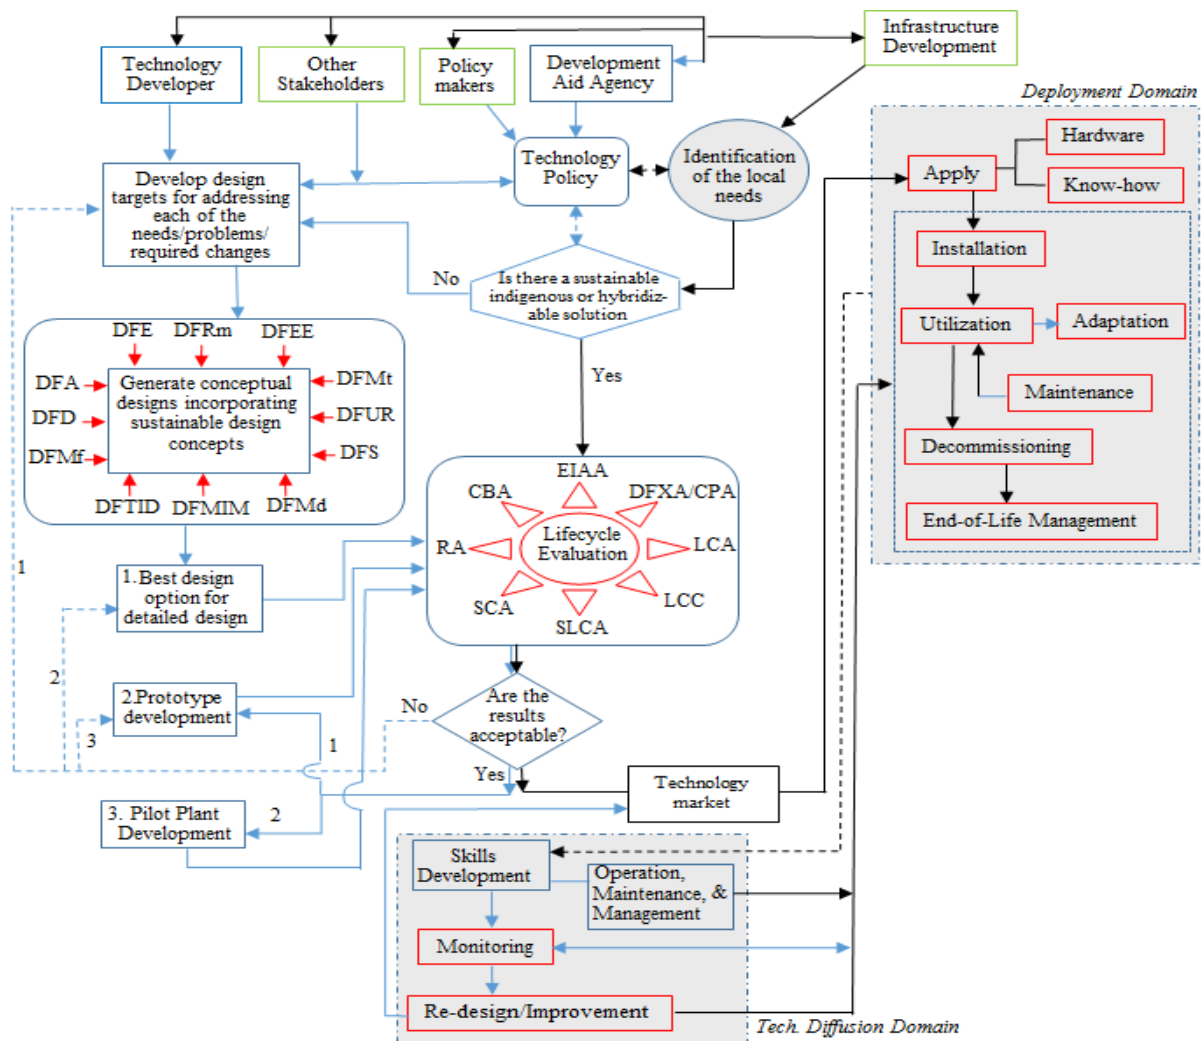 Technology
Developer
Other
Stakeholders
Policy
makers
Development
Aid Agency
Infrastructure
Development
Deployment Domain
Develop design
targets for addressing
each of the
needs/problems/
required changes
Technology
Policy
Identification
of the local
needs
Apply
Hardware
Know-how
Installation
Utilization
Adaptation
Maintenance
Decommissioning
End-of-Life Management
No
Is there a sustainable
indigenous or hybridiz-
able solution
Yes
DFE
DFRm
DFEE
DFA
DFD
DFMf
Generate conceptual
designs incorporating
sustainable design
concepts
DFMt
DFUR
DFS
DFTID
DFMIM
DFMd
EIAA
CBA
DFXA/CPA
RA
Lifecycle
Evaluation
LCA
SCA
LCC
SLCA
1
1.Best design
option for
detailed design
2
2.Prototype
development
3
No
Are the
results
acceptable?
1
Yes
3. Pilot Plant
Development
2
Technology
market
Skills
Development
Operation,
Maintenance, &
Management
Monitoring
Re-design/Improvement
Tech. Diffusion Domain